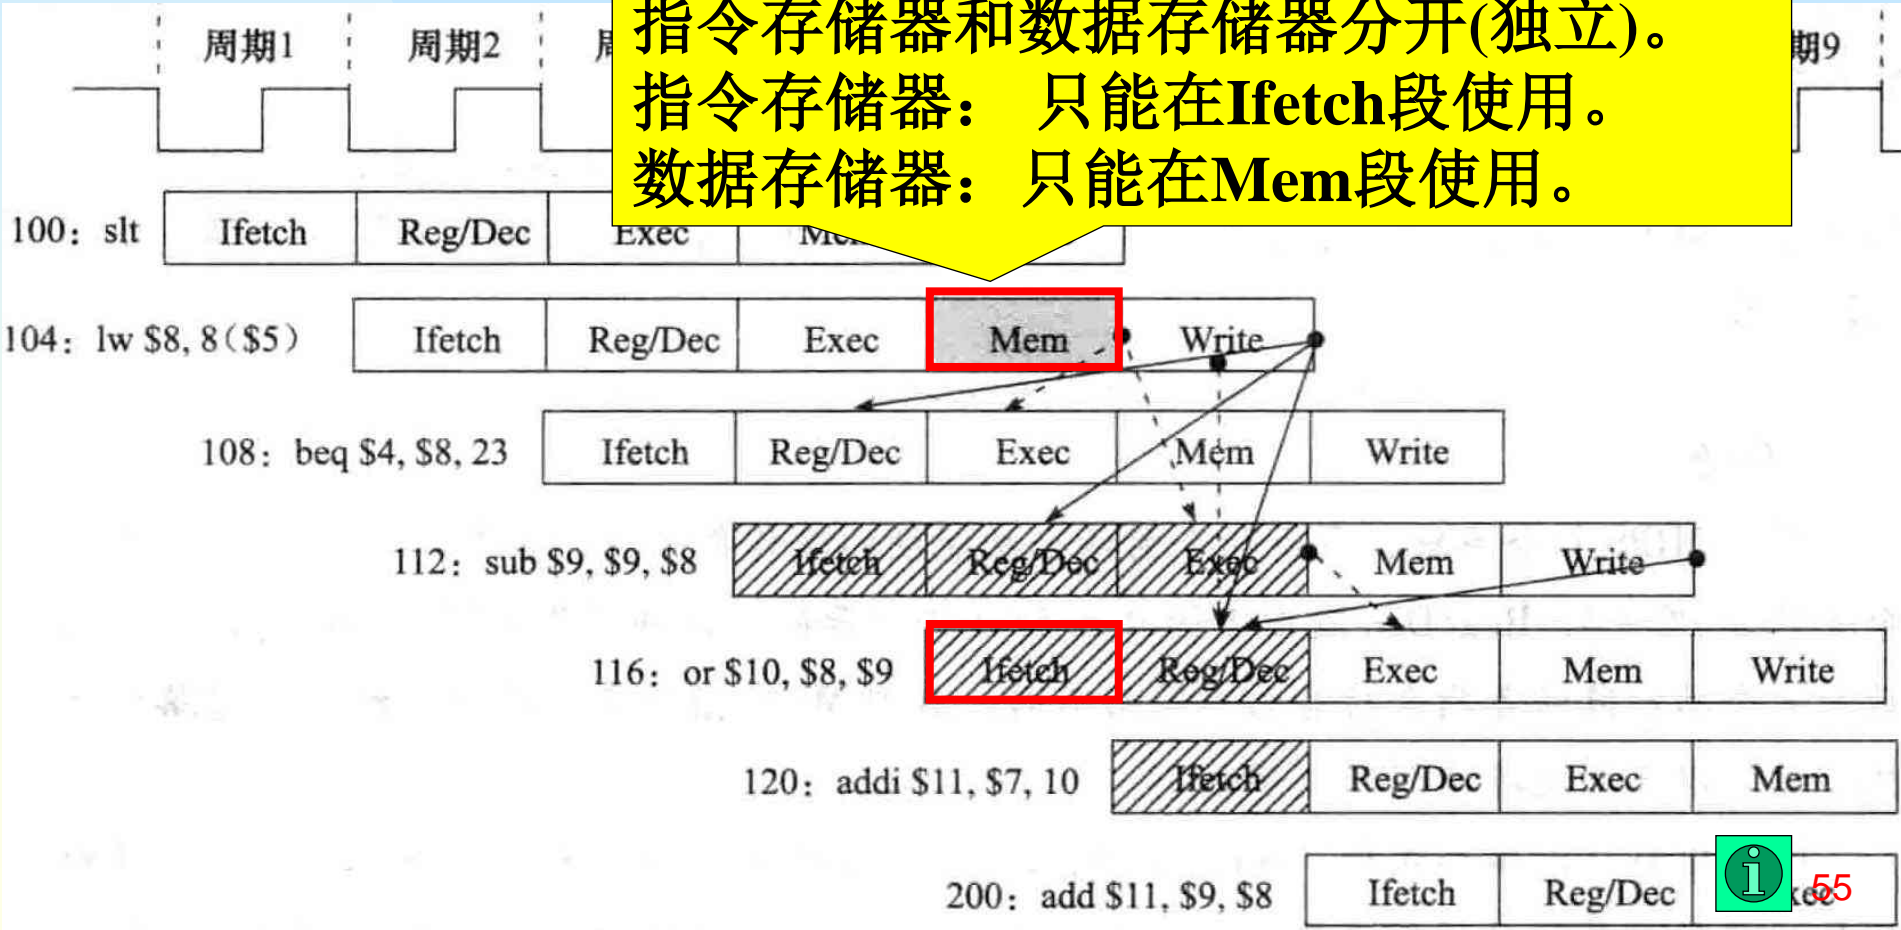 指令存储器和数据存储器分开(独立)。
指令存储器： 只能在Ifetch段使用。
数据存储器：只能在Mem段使用。
周期1 周期2 期9
100：slt Ifetch Reg/Dec Exec
104：lw $8, 8($5) Ifetch Reg/Dec Exec Mem Write
108：beq $4, $8, 23 Ifetch Reg/Dec Exec Mem Write
112：sub $9, $9, $8 Ifetch Reg/Dec Exec Mem Write
116：or $10, $8, $9 Ifetch Reg/Dec Exec Mem Write
120：addi $11, $7, 10 Ifetch Reg/Dec Exec Mem
200：add $11, $9, $8 Ifetch Reg/Dec
55